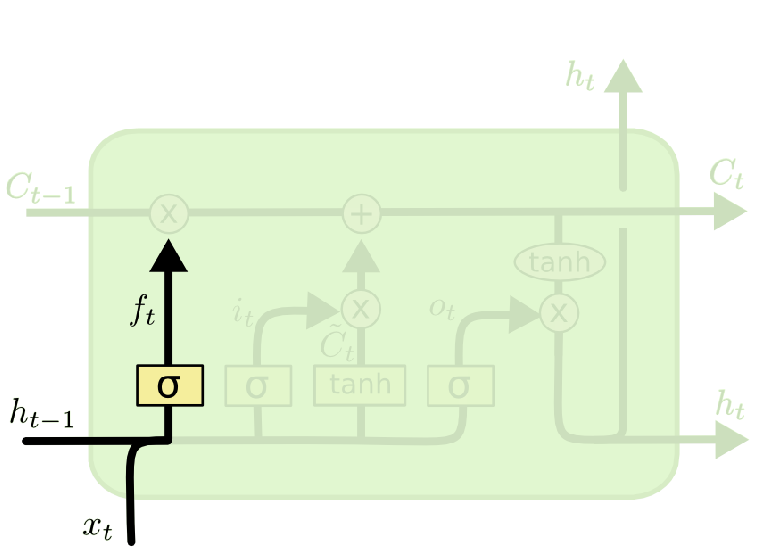 h_t
C_{t-1}
C_t
x
+
tanh
f_t
i_t
x
o_t
x
C̃_t
σ
σ
tanh
σ
h_{t-1}
h_t
x_t